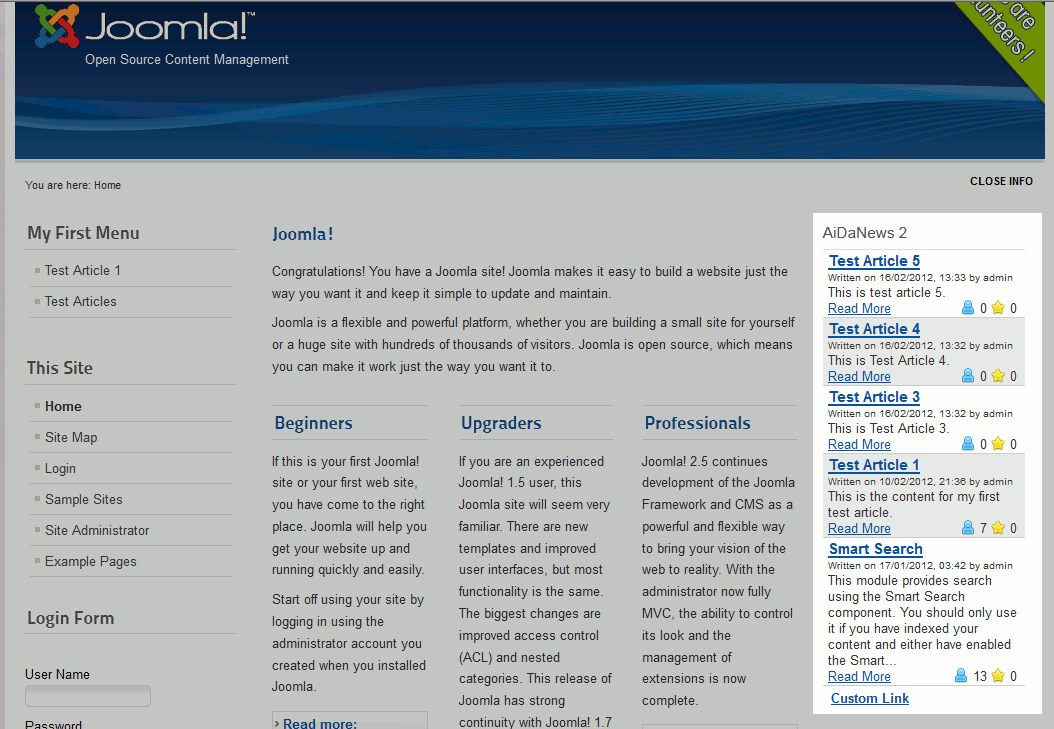 Joomla!™
Open Source Content Management
are
unteers!
You are here: Home
CLOSE INFO
My First Menu
Test Article 1
Test Articles
This Site
Home
Site Map
Login
Sample Sites
Site Administrator
Example Pages
Login Form
User Name
Password
Joomla!
Congratulations! You have a Joomla site! Joomla makes it easy to build a website just the
way you want it and keep it simple to update and maintain.
Joomla is a flexible and powerful platform, whether you are building a small site for yourself
or a huge site with hundreds of thousands of visitors. Joomla is open source, which means
you can make it work just the way you want it to.
Beginners
If this is your first Joomla!
site or your first web site,
you have come to the right
place. Joomla will help you
get your website up and
running quickly and easily.
Start off using your site by
logging in using the
administrator account you
created when you installed
Joomla.
Read more:
Upgraders
If you are an experienced
Joomla! 1.5 user, this
Joomla site will seem very
familiar. There are new
templates and improved
user interfaces, but most
functionality is the same.
The biggest changes are
improved access control
(ACL) and nested
categories. This release of
Joomla has strong
continuity with Joomla! 1.7
Professionals
Joomla! 2.5 continues
development of the Joomla
Framework and CMS as a
powerful and flexible way
to bring your vision of the
web to reality. With the
administrator now fully
MVC, the ability to control
its look and the
management of
extensions is now
complete.
AiDaNews 2
Test Article 5
Written on 16/02/2012, 13:33 by admin
This is test article 5.
Read More 0 0
Test Article 4
Written on 16/02/2012, 13:32 by admin
This is Test Article 4.
Read More 0 0
Test Article 3
Written on 16/02/2012, 13:32 by admin
This is Test Article 3.
Read More 0 0
Test Article 1
Written on 10/02/2012, 21:36 by admin
This is the content for my first
test article.
Read More 7 0
Smart Search
Written on 17/01/2012, 03:42 by admin
This module provides search
using the Smart Search
component. You should only use
it if you have indexed your
content and either have enabled
the Smart...
Read More 13 0
Custom Link